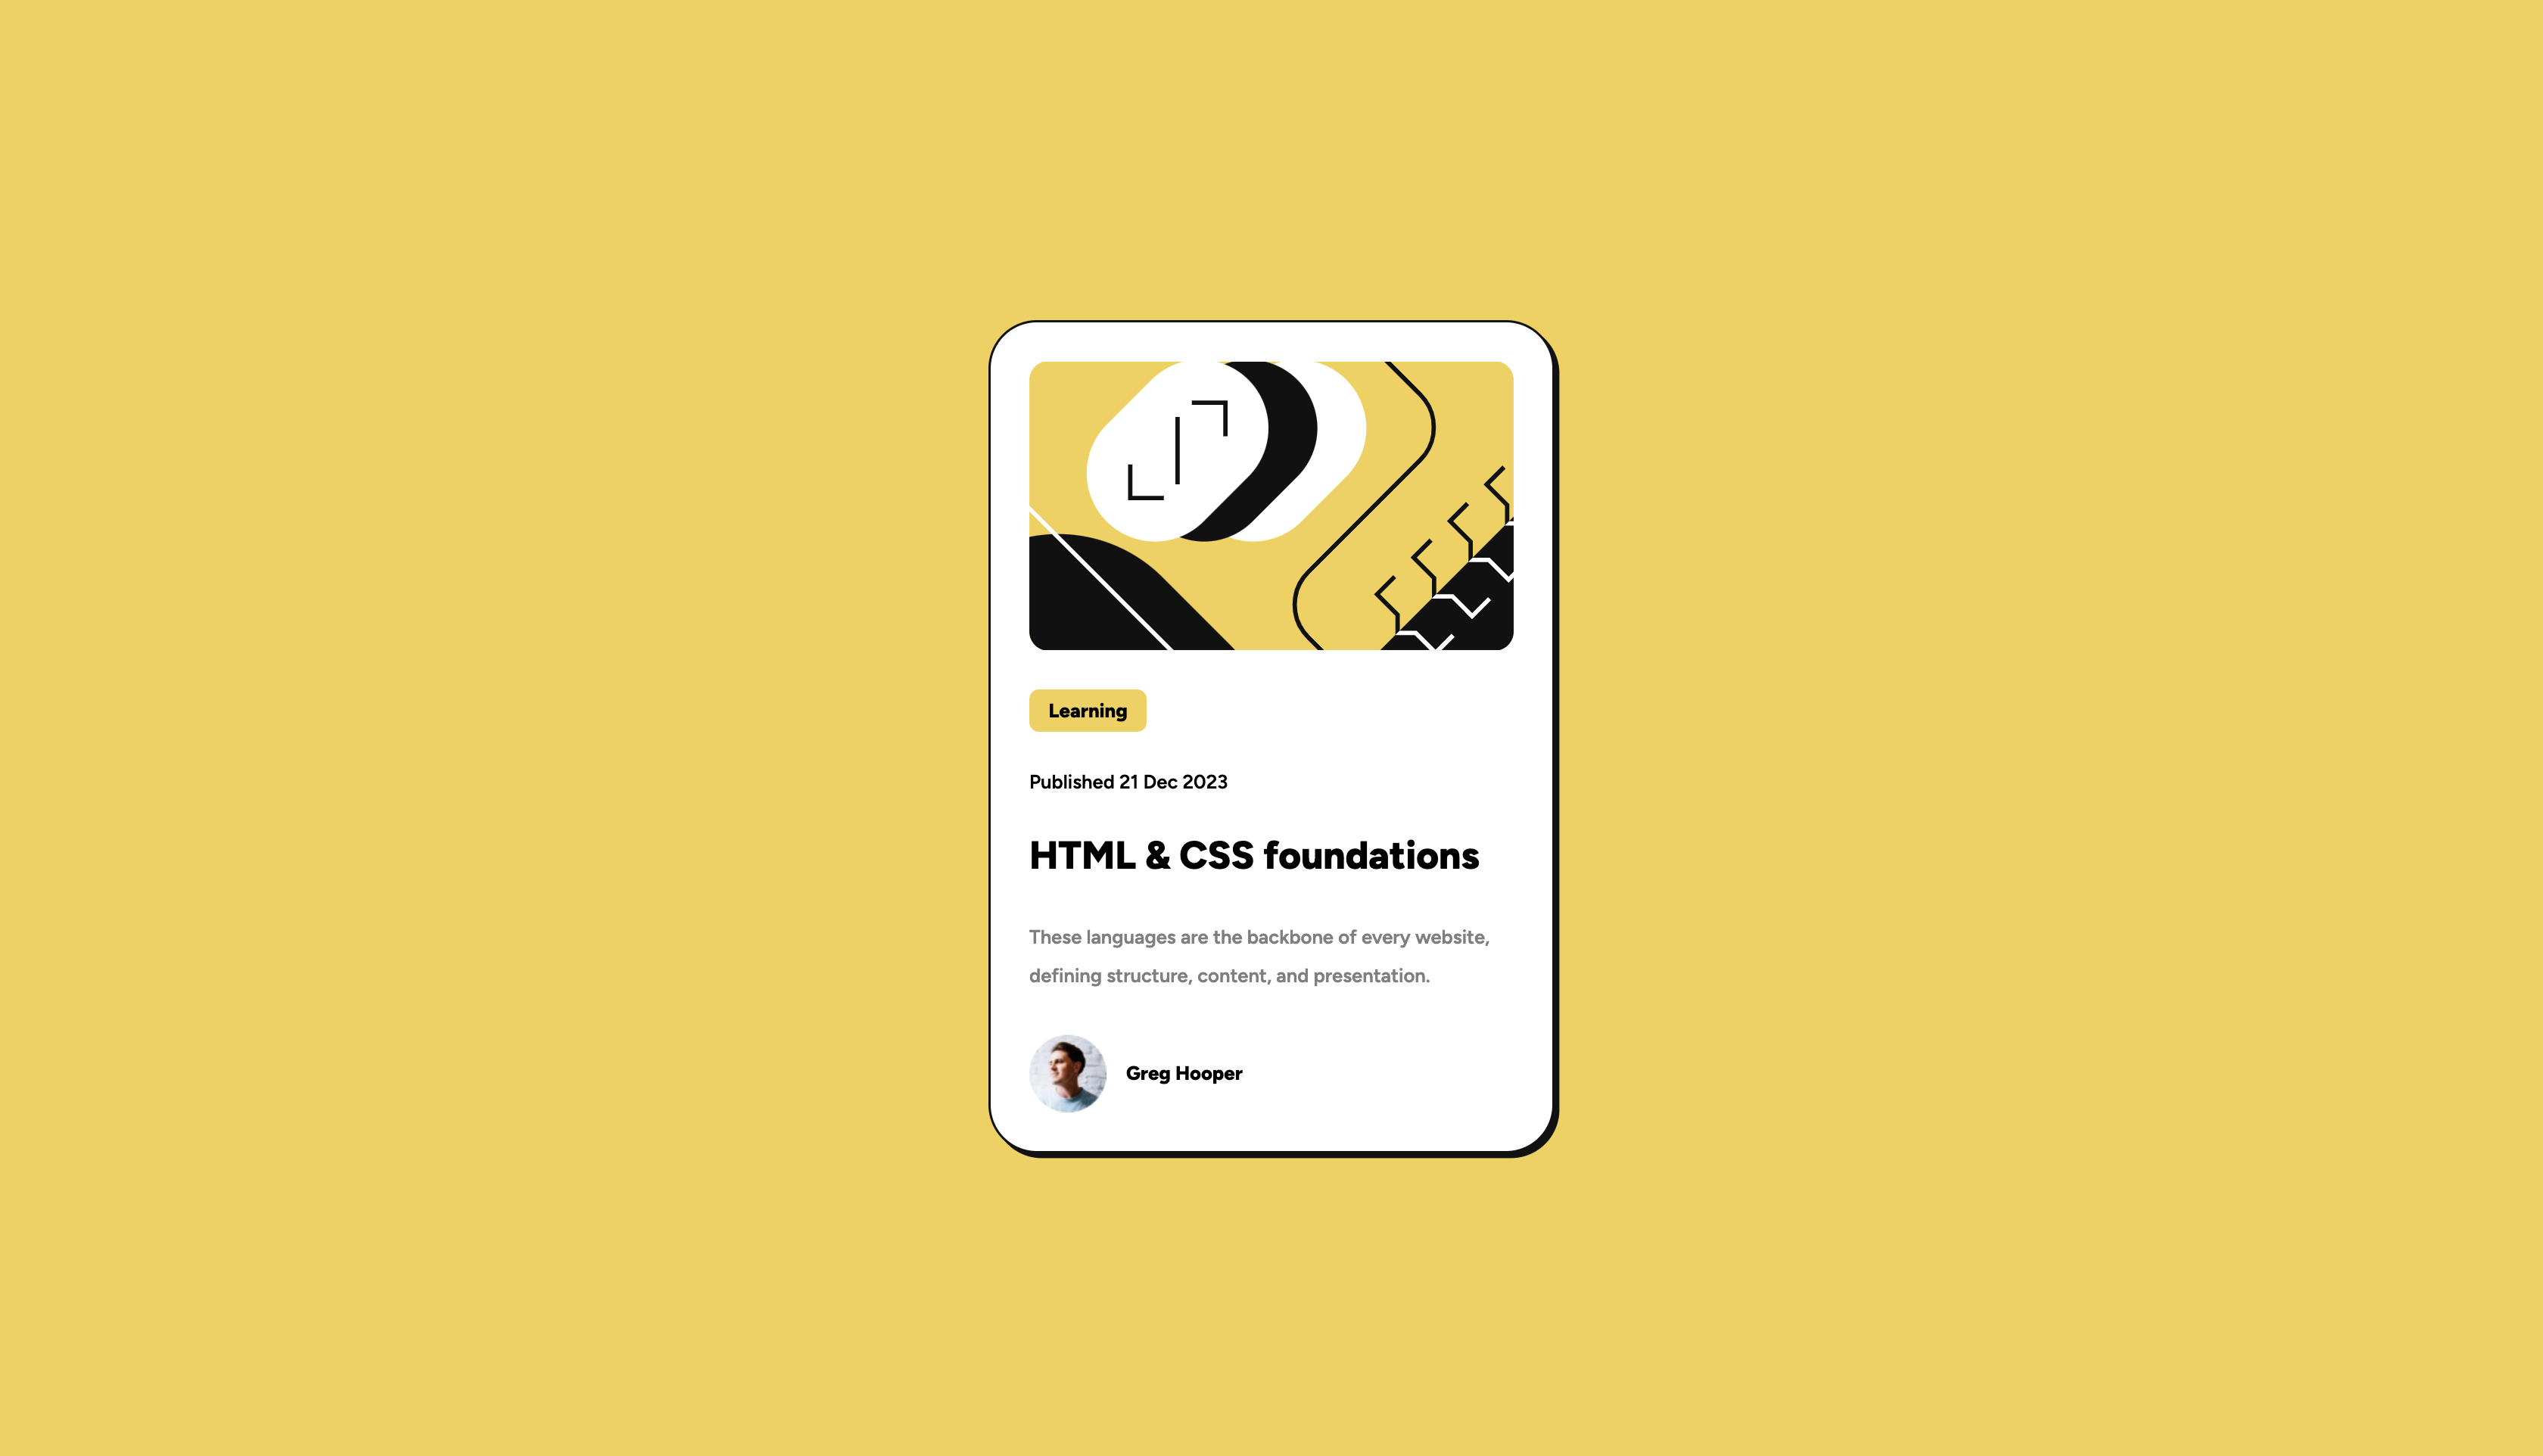 Learning
Published 21 Dec 2023
HTML & CSS foundations
These languages are the backbone of every website,
defining structure, content, and presentation.
Greg Hooper